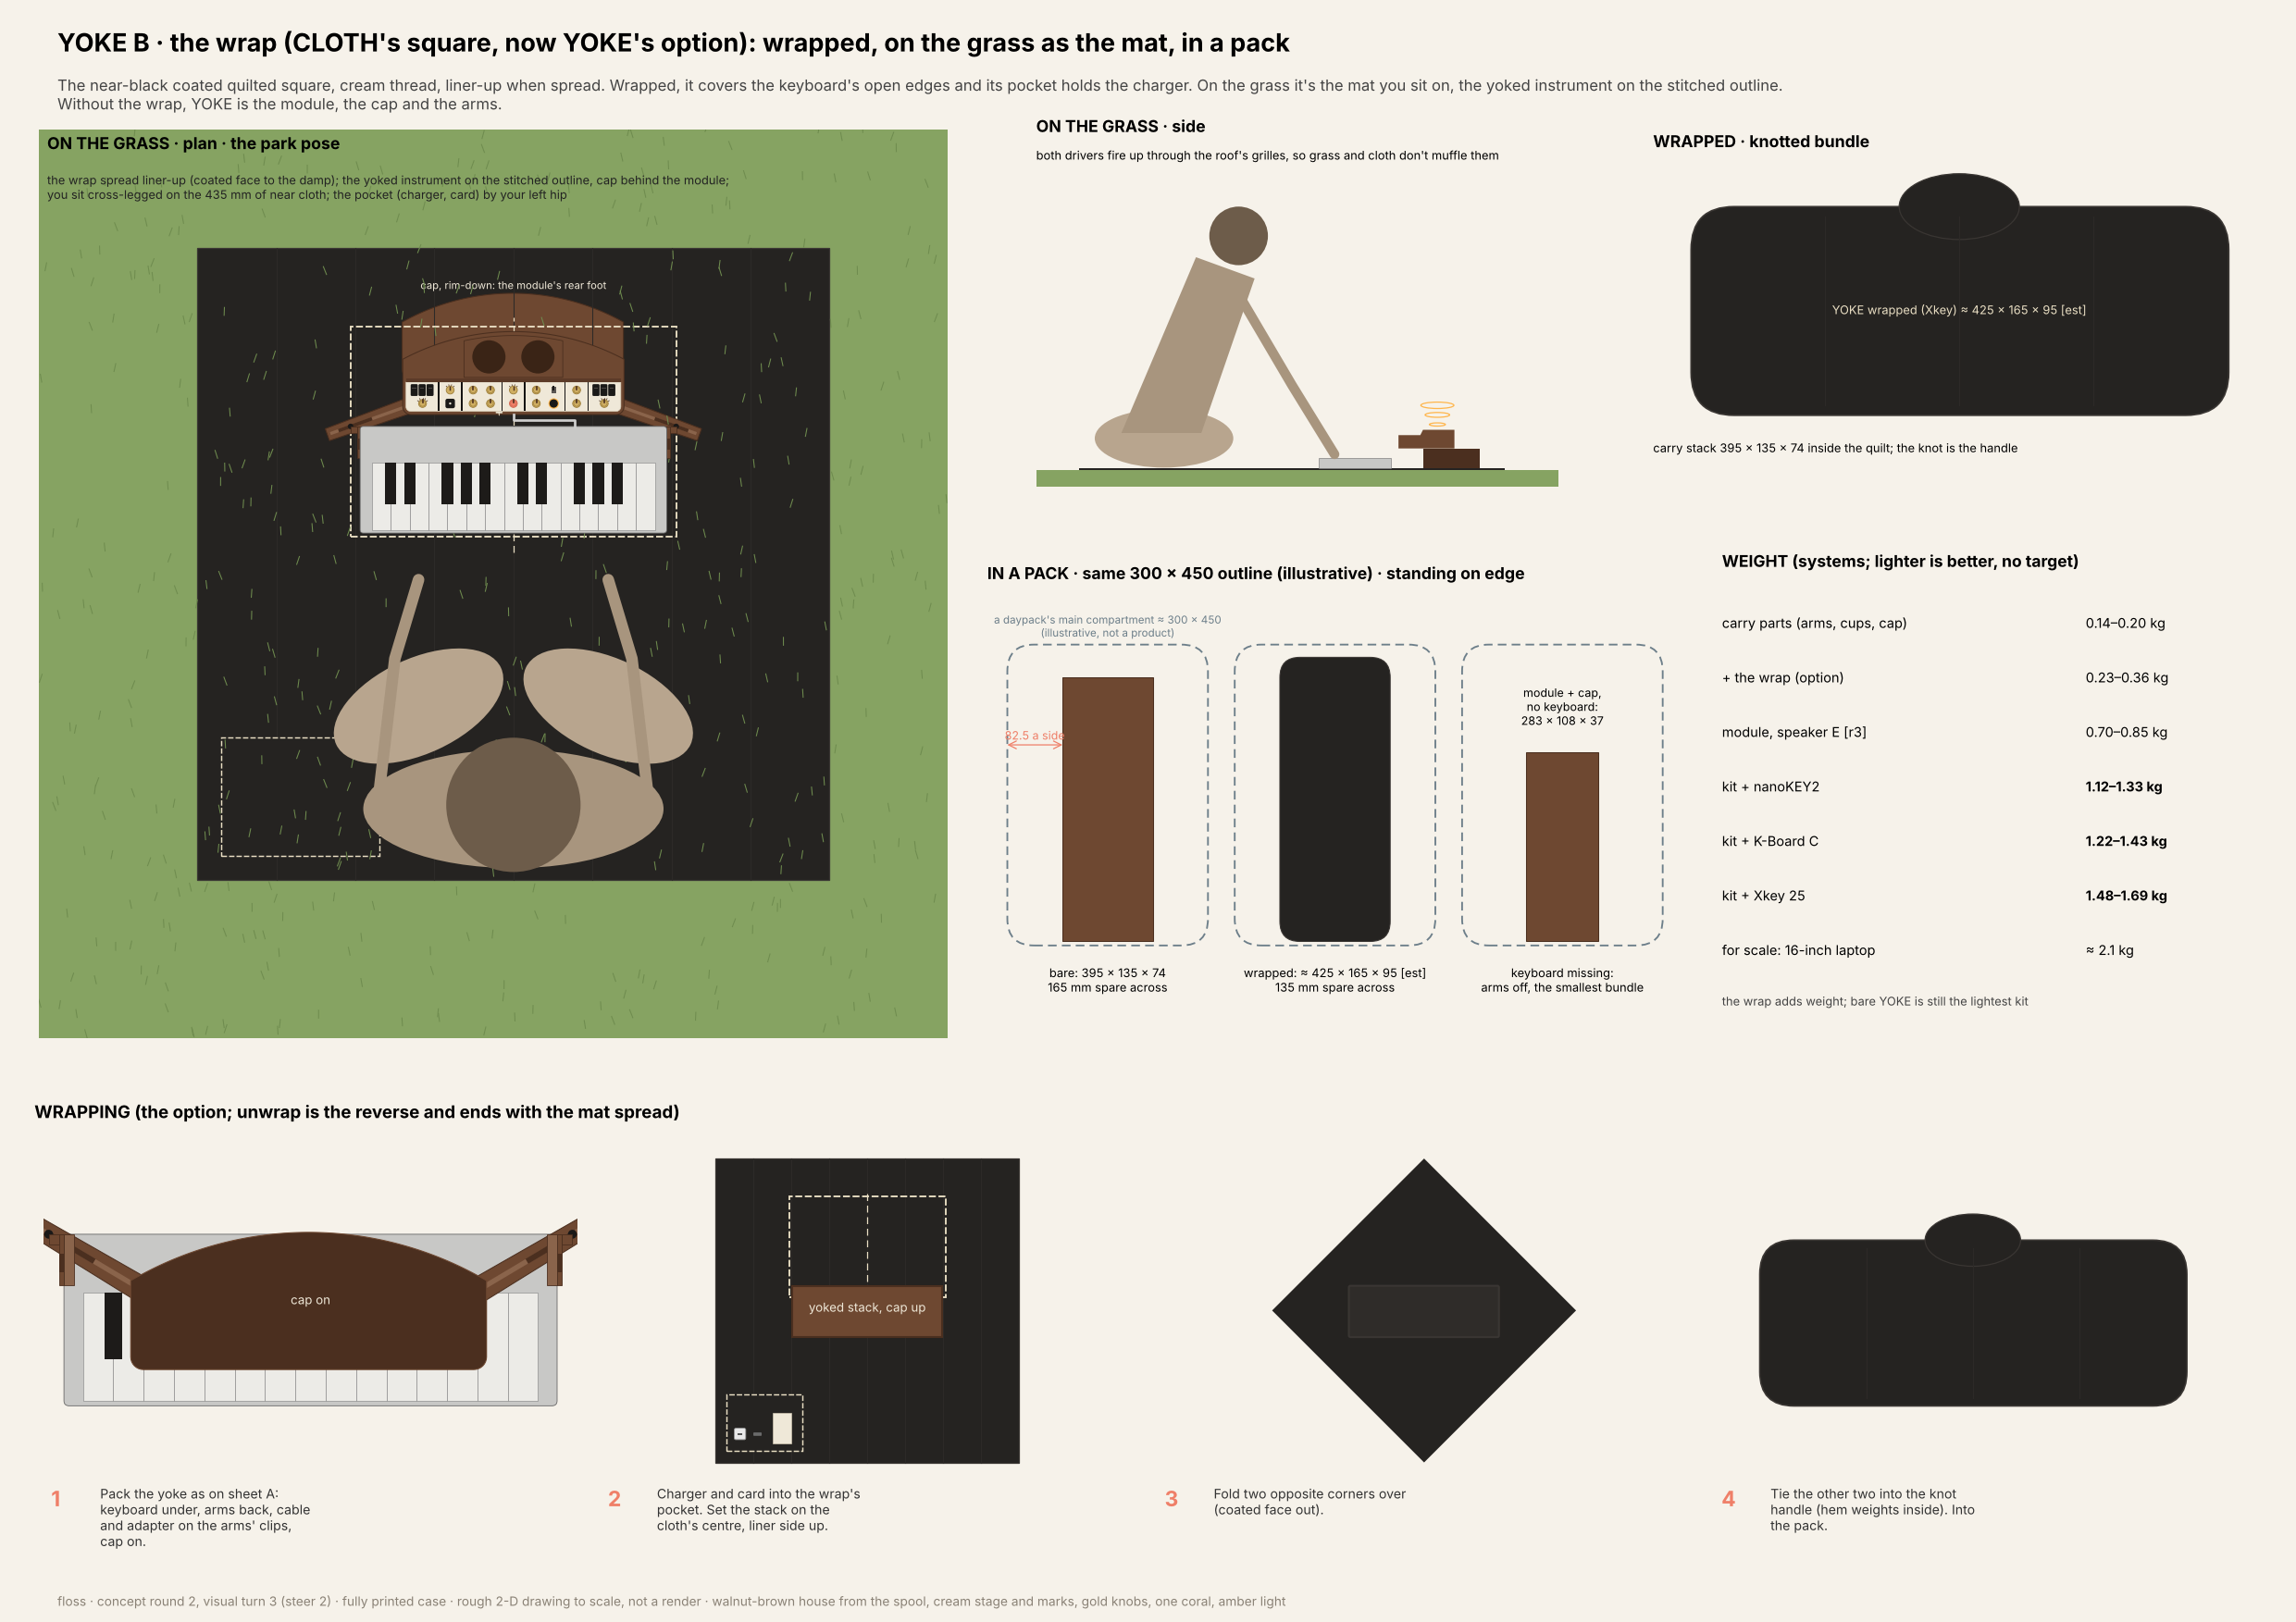 YOKE B · the wrap (CLOTH's square, now YOKE's option): wrapped, on the grass as the mat, in a pack
The near-black coated quilted square, cream thread, liner-up when spread. Wrapped, it covers the keyboard's open edges and its pocket holds the charger. On the grass it's the mat you sit on, the yoked instrument on the stitched outline.
Without the wrap, YOKE is the module, the cap and the arms.
ON THE GRASS · plan · the park pose
the wrap spread liner-up (coated face to the damp); the yoked instrument on the stitched outline, cap behind the module;
you sit cross-legged on the 435 mm of near cloth; the pocket (charger, card) by your left hip
cap, rim-down: the module's rear foot
ON THE GRASS · side
both drivers fire up through the roof's grilles, so grass and cloth don't muffle them
WRAPPED · knotted bundle
YOKE wrapped (Xkey) ≈ 425 × 165 × 95 [est]
carry stack 395 × 135 × 74 inside the quilt; the knot is the handle
IN A PACK · same 300 × 450 outline (illustrative) · standing on edge
a daypack's main compartment ≈ 300 × 450
(illustrative, not a product)
82.5 a side
module + cap,
no keyboard:
283 × 108 × 37
bare: 395 × 135 × 74
165 mm spare across
wrapped: ≈ 425 × 165 × 95 [est]
135 mm spare across
keyboard missing:
arms off, the smallest bundle
WEIGHT (systems; lighter is better, no target)
carry parts (arms, cups, cap) 0.14–0.20 kg
+ the wrap (option) 0.23–0.36 kg
module, speaker E [r3] 0.70–0.85 kg
kit + nanoKEY2 1.12–1.33 kg
kit + K-Board C 1.22–1.43 kg
kit + Xkey 25 1.48–1.69 kg
for scale: 16-inch laptop ≈ 2.1 kg
the wrap adds weight; bare YOKE is still the lightest kit
WRAPPING (the option; unwrap is the reverse and ends with the mat spread)
cap on
yoked stack, cap up
1
Pack the yoke as on sheet A:
keyboard under, arms back, cable
and adapter on the arms' clips,
cap on.
2
Charger and card into the wrap's
pocket. Set the stack on the
cloth's centre, liner side up.
3
Fold two opposite corners over
(coated face out).
4
Tie the other two into the knot
handle (hem weights inside). Into
the pack.
floss · concept round 2, visual turn 3 (steer 2) · fully printed case · rough 2-D drawing to scale, not a render · walnut-brown house from the spool, cream stage and marks, gold knobs, one coral, amber light